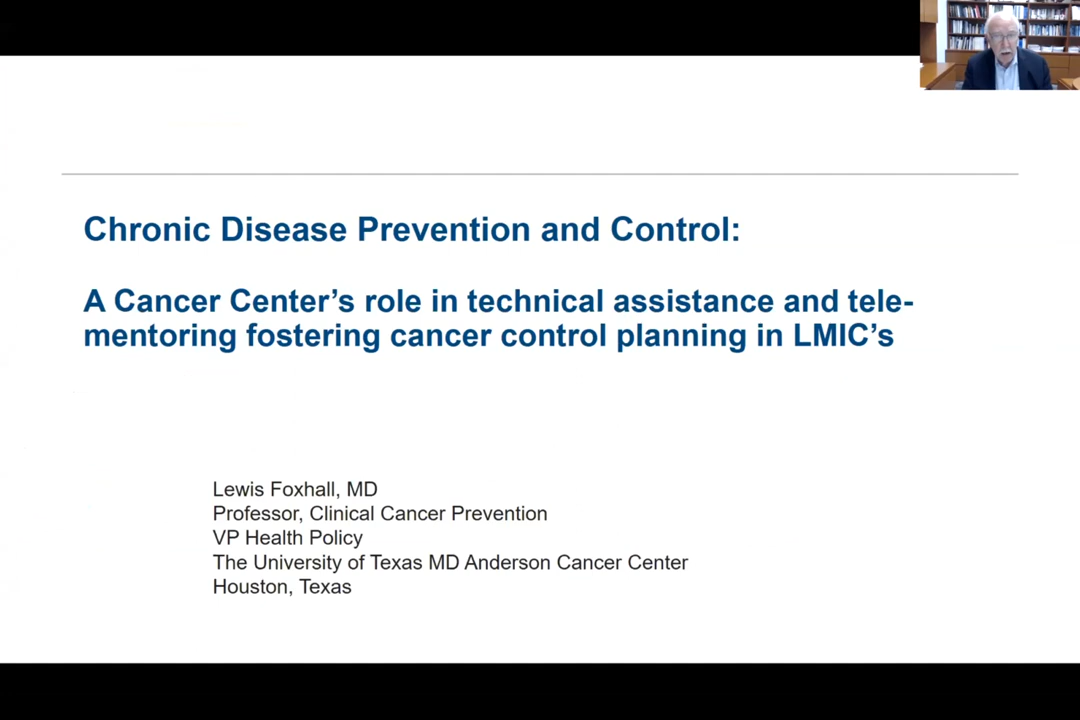 Chronic Disease Prevention and Control:
A Cancer Center’s role in technical assistance and tele-
mentoring fostering cancer control planning in LMIC’s
Lewis Foxhall, MD
Professor, Clinical Cancer Prevention
VP Health Policy
The University of Texas MD Anderson Cancer Center
Houston, Texas